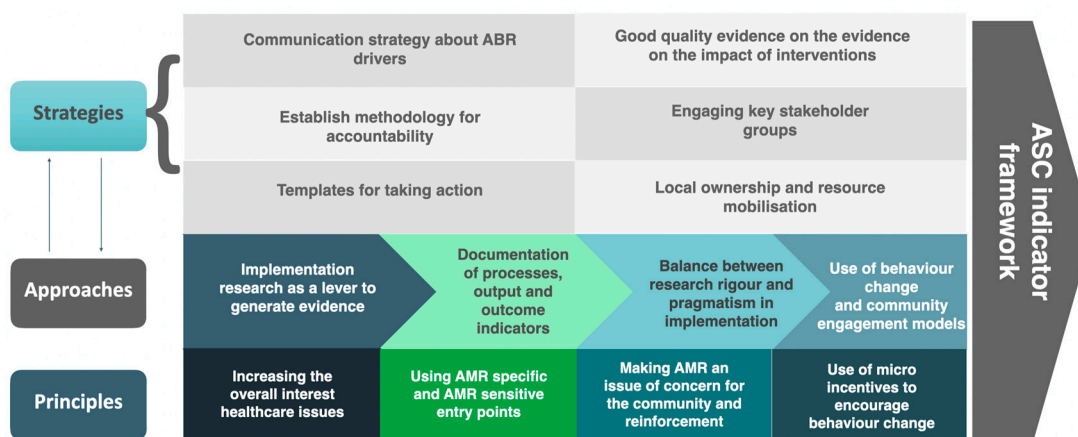 Strategies
Communication strategy about ABR
drivers
Good quality evidence on the evidence
on the impact of interventions
Establish methodology for
accountability
Engaging key stakeholder
groups
Templates for taking action
Local ownership and resource
mobilisation
Approaches
Implementation
research as a lever to
generate evidence
Documentation
of processes,
output and
outcome
indicators
Balance between
research rigour and
pragmatism in
implementation
Use of behaviour
change
and community
engagement models
Principles
Increasing the
overall interest
healthcare issues
Using AMR specific
and AMR sensitive
entry points
Making AMR an
issue of concern for
the community and
reinforcement
Use of micro
incentives to
encourage
behaviour change
ASC indicator
framework